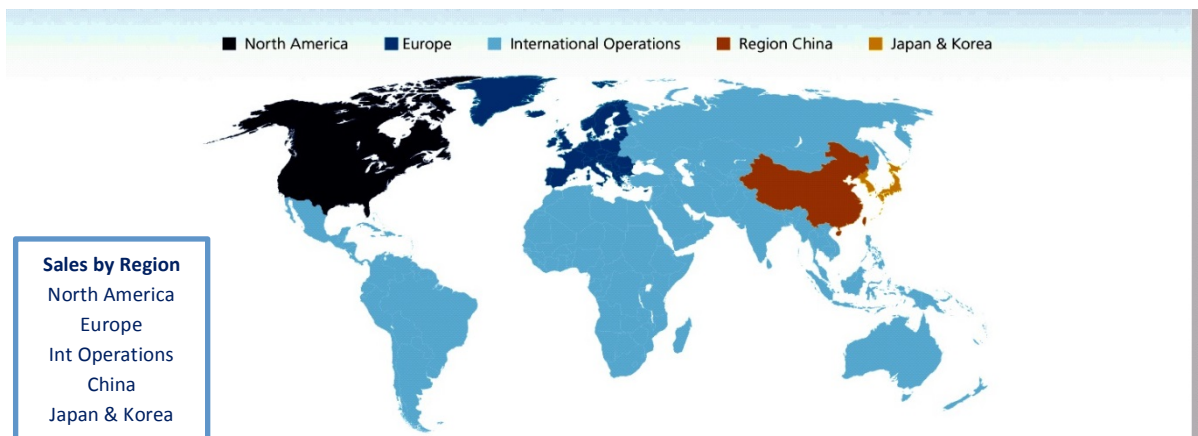 North America Europe International Operations Region China Japan & Korea
Sales by Region
North America
Europe
Int Operations
China
Japan & Korea